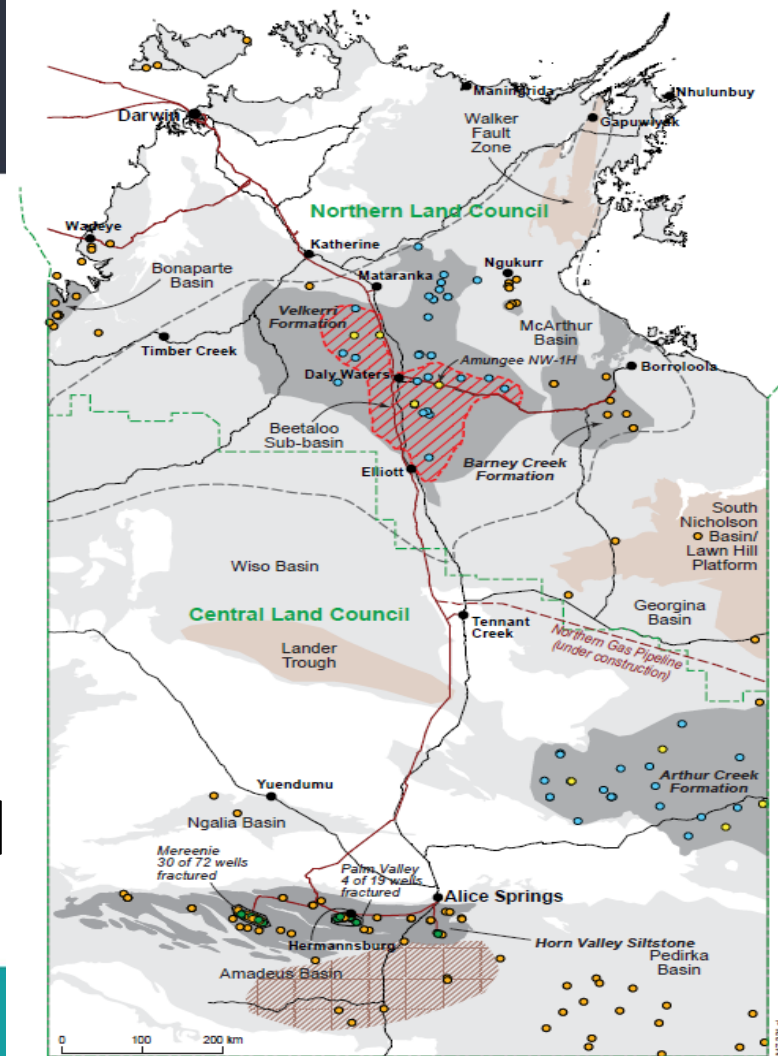 Maningrida
Nhulunbuy
Darwin
Gapuwiyak
Walker
Fault
Zone
Northern Land Council
Wadeye
Katherine
Bonaparte
Basin
Mataranka
Ngukurr
Velkerri
Formation
McArthur
Basin
Timber Creek
Amungee NW-1H
Daly Waters
Borroloola
Beetaloo
Sub-basin
Barney Creek
Formation
Elliott
South
Nicholson
Basin/
Lawn Hill
Platform
Wiso Basin
Georgina
Basin
Central Land Council
Tennant
Creek
Northern Gas Pipeline
(under construction)
Lander
Trough
Arthur Creek
Formation
Yuendumu
Ngalia Basin
Mereenie
30 of 72 wells
fractured
Palm Valley
4 of 19 wells
fractured
Alice Springs
Hermannsburg
Horn Valley Siltstone
Amadeus Basin
Pedirka
Basin
0 100 200 km